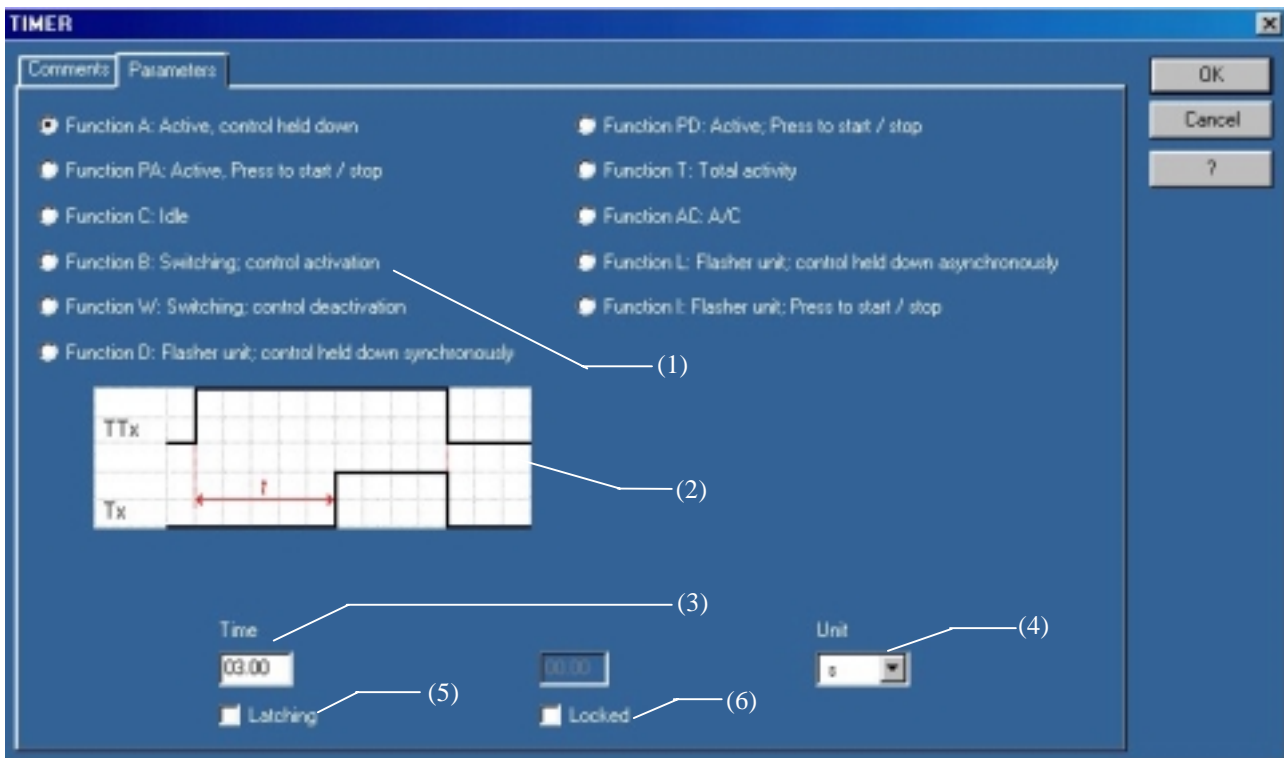 TIMER
Comments Parameters
OK
Cancel
?
Function A: Active, control held down
Function PA: Active, Press to start / stop
Function C: Idle
Function B: Switching; control activation
Function W: Switching; control deactivation
Function D: Flasher unit; control held down synchronously
Function PD: Active; Press to start / stop
Function T: Total activity
Function AC: A/C
Function L: Flasher unit; control held down asynchronously
Function I: Flasher unit; Press to start / stop
(1)
TTx
t
Tx
(2)
(3)
Time
03.00
00.00
Unit
s
(4)
Latching
(5)
Locked
(6)